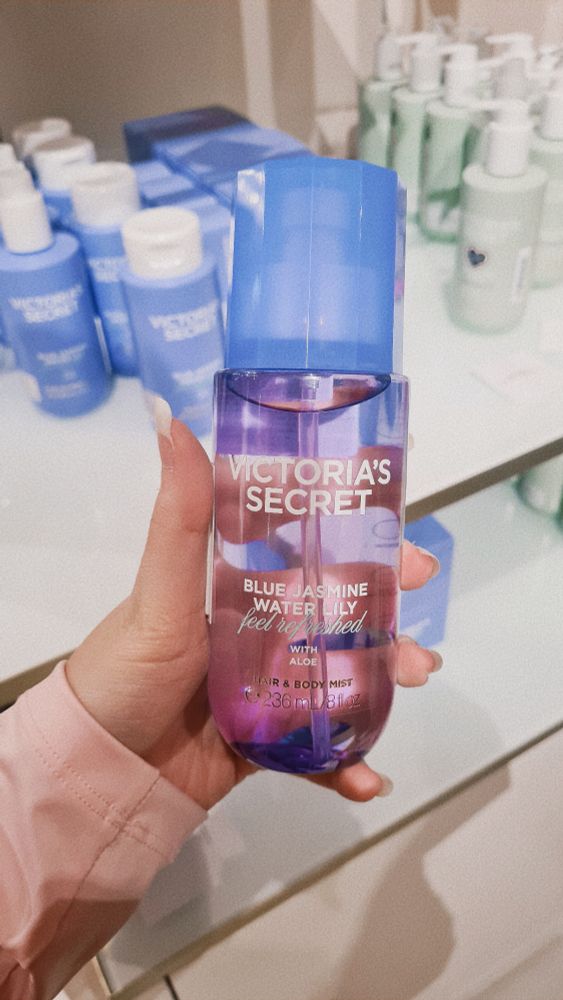 VICTORIA'S
SECRET
BLUE JASMINE
WATER LILY
feel refreshed
WITH
ALOE
HAIR & BODY MIST
℮ 236 mL / 8 fl oz
VICTORIA'S
SECRET
VICTORIA'S
SECRET